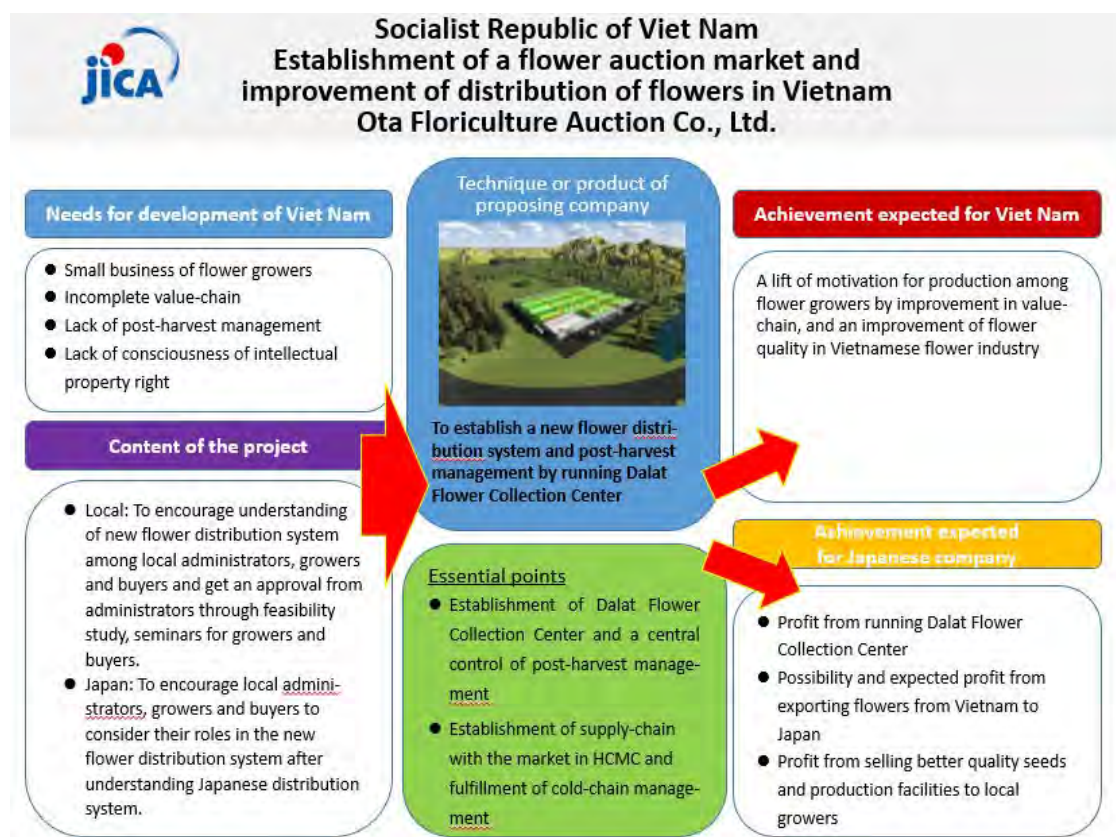 JICA
Socialist Republic of Viet Nam
Establishment of a flower auction market and
improvement of distribution of flowers in Vietnam
Ota Floriculture Auction Co., Ltd.
Needs for development of Viet Nam
● Small business of flower growers
● Incomplete value-chain
● Lack of post-harvest management
● Lack of consciousness of intellectual
property right
Content of the project
● Local: To encourage understanding
of new flower distribution system
among local administrators, growers
and buyers and get an approval from
administrators through feasibility
study, seminars for growers and
buyers.
● Japan: To encourage local admini-
strators, growers and buyers to
consider their roles in the new
flower distribution system after
understanding Japanese distribution
system.
Technique or product of
proposing company
To establish a new flower distri-
bution system and post-harvest
management by running Dalat
Flower Collection Center
Essential points
● Establishment of Dalat Flower
Collection Center and a central
control of post-harvest manage-
ment
● Establishment of supply-chain
with the market in HCMC and
fulfillment of cold-chain manage-
ment
Achievement expected for Viet Nam
A lift of motivation for production among
flower growers by improvement in value-
chain, and an improvement of flower
quality in Vietnamese flower industry
Achievement expected
for Japanese company
● Profit from running Dalat Flower
Collection Center
● Possibility and expected profit from
exporting flowers from Vietnam to
Japan
● Profit from selling better quality seeds
and production facilities to local
growers